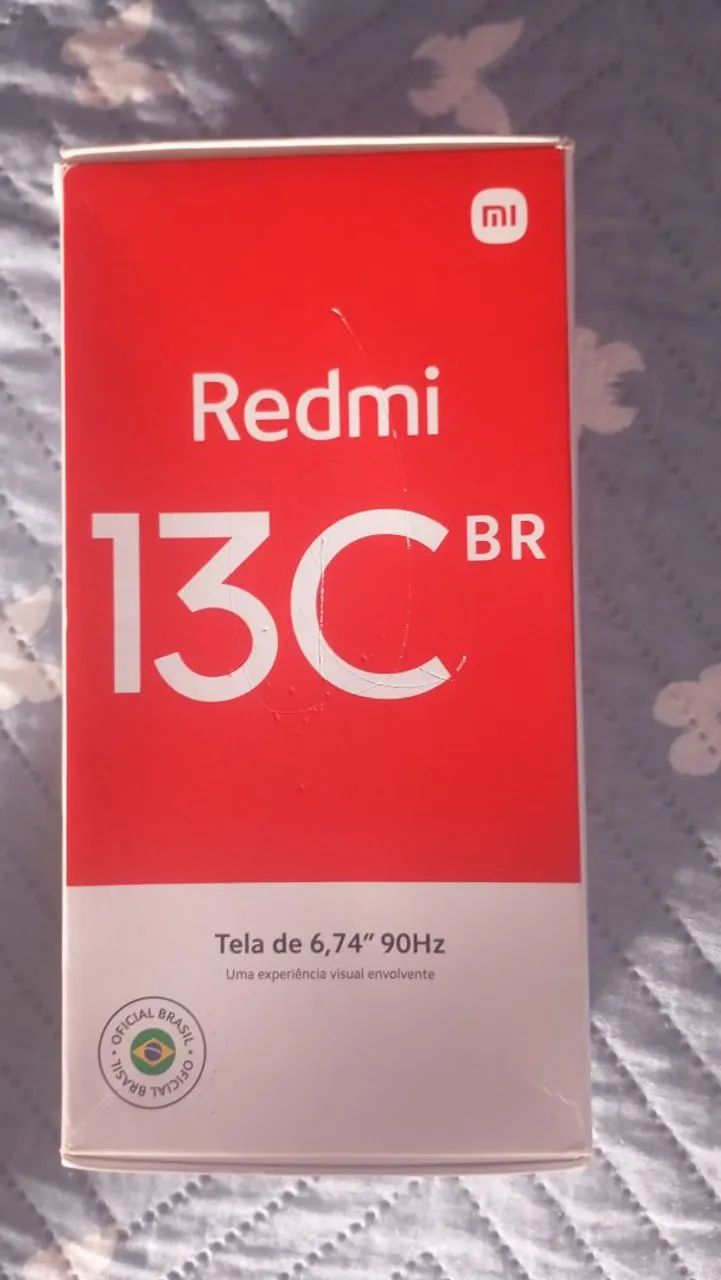 mi
Redmi
13C BR
Tela de 6,74” 90Hz
Uma experiência visual envolvente
OFICIAL BRASIL • OFICIAL BRASIL •